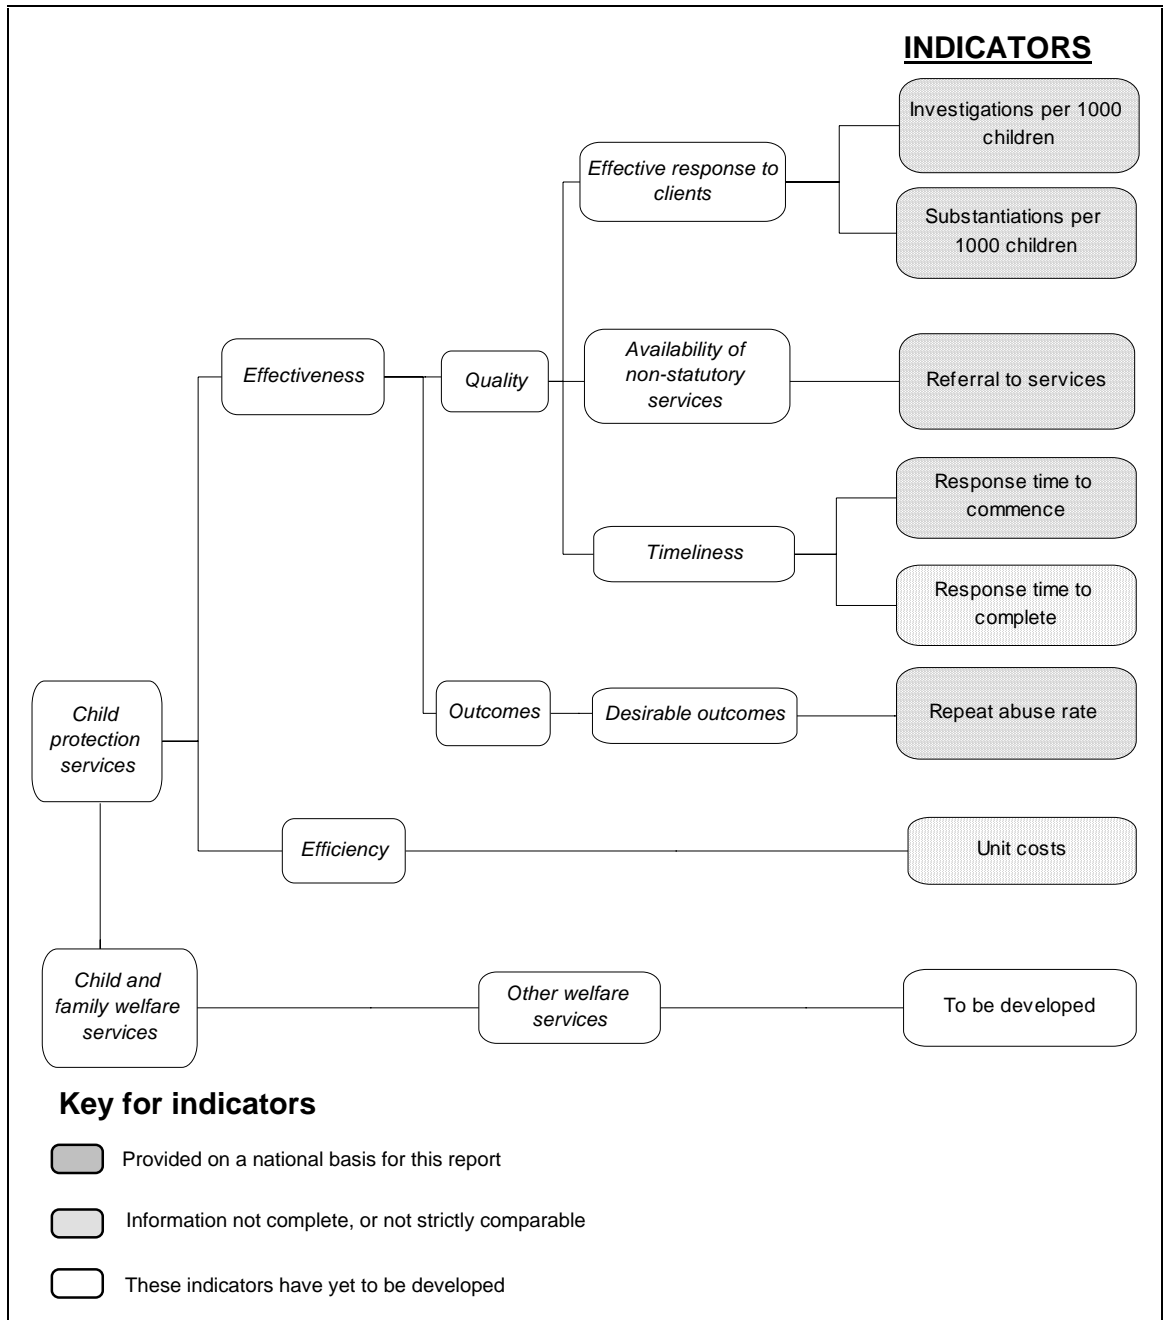 INDICATORS
Investigations per 1000
children
Effective response to
clients
Substantiations per
1000 children
Effectiveness
Quality
Availability of
non-statutory
services
Referral to services
Response time to
commence
Timeliness
Response time to
complete
Child
protection
services
Outcomes
Desirable outcomes
Repeat abuse rate
Efficiency
Unit costs
Child and
family welfare
services
Other welfare
services
To be developed
Key for indicators
Provided on a national basis for this report
Information not complete, or not strictly comparable
These indicators have yet to be developed